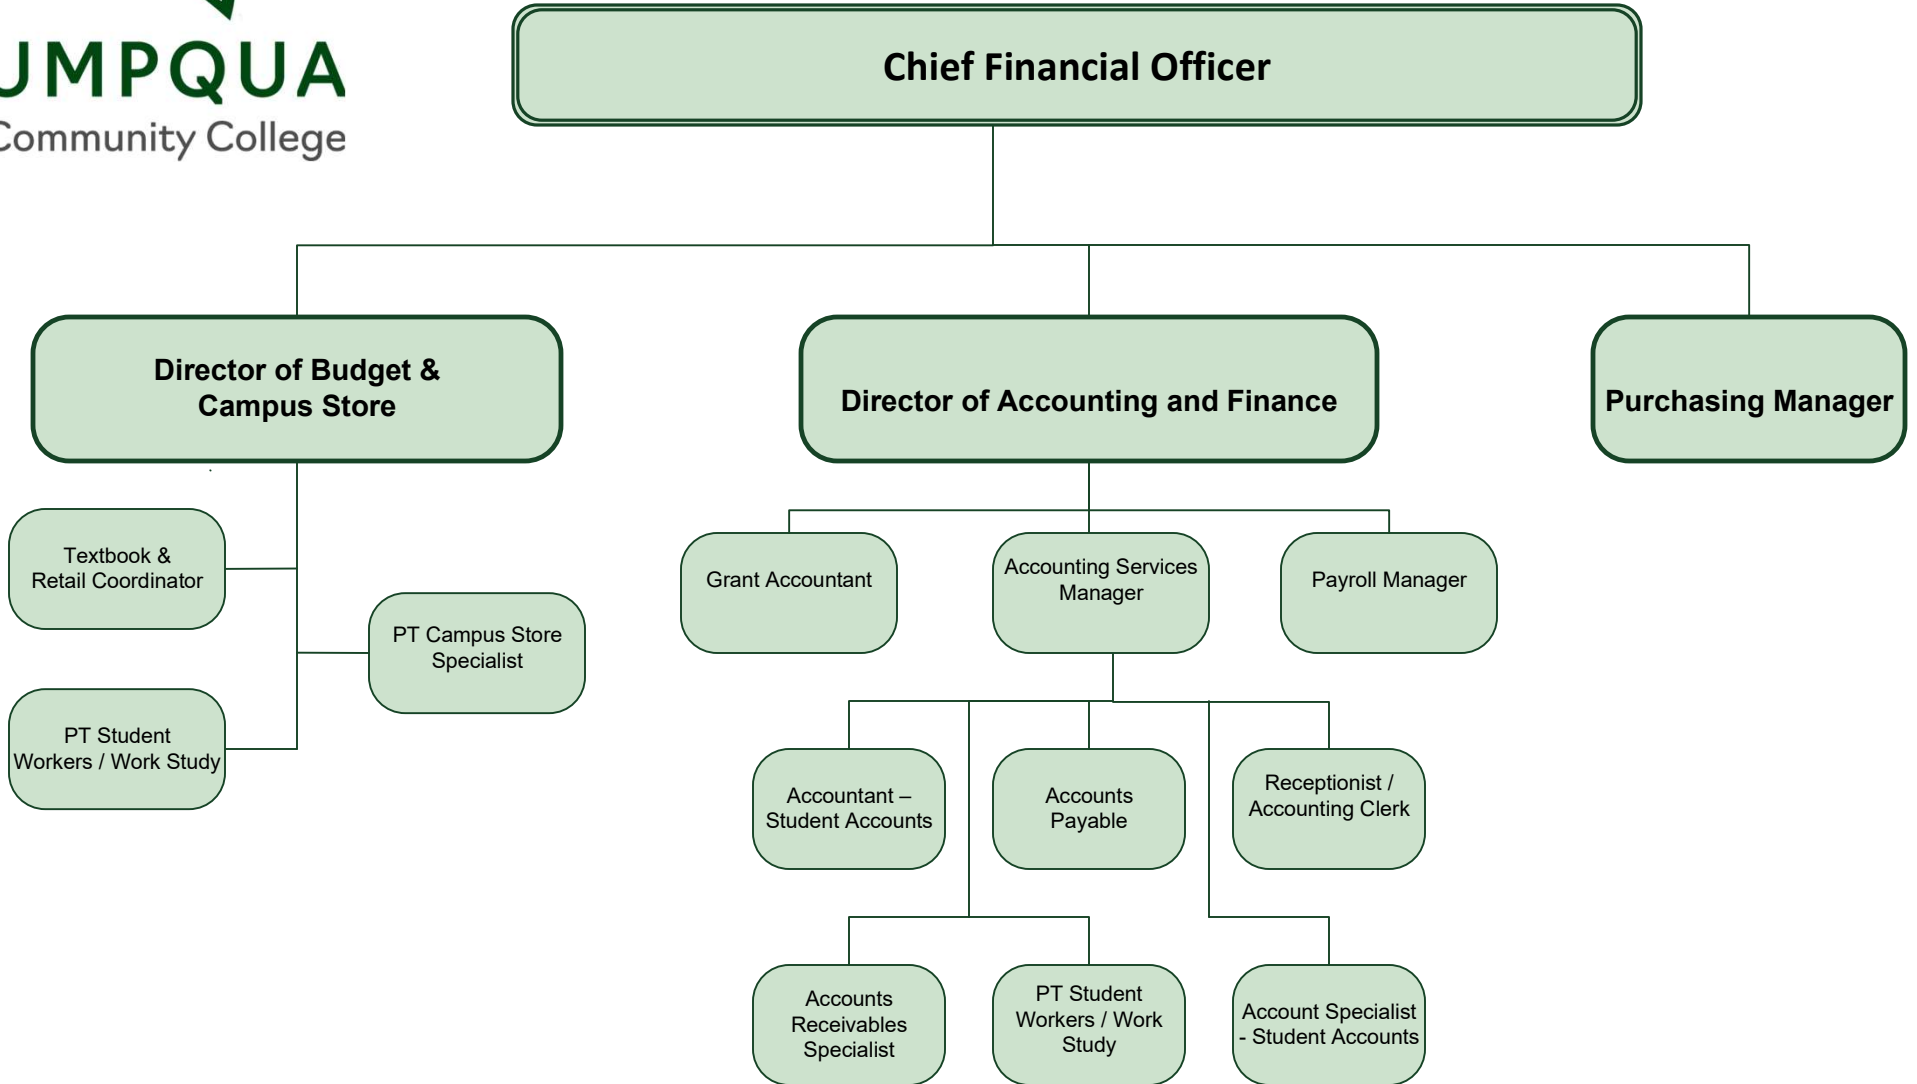 UMPQUA
Community College
Chief Financial Officer
Director of Budget &
Campus Store
Director of Accounting and Finance
Purchasing Manager
Textbook &
Retail Coordinator
PT Campus Store
Specialist
PT Student
Workers / Work Study
Grant Accountant
Accounting Services
Manager
Payroll Manager
Accountant –
Student Accounts
Accounts
Payable
Receptionist /
Accounting Clerk
Accounts
Receivables
Specialist
PT Student
Workers / Work
Study
Account Specialist
- Student Accounts